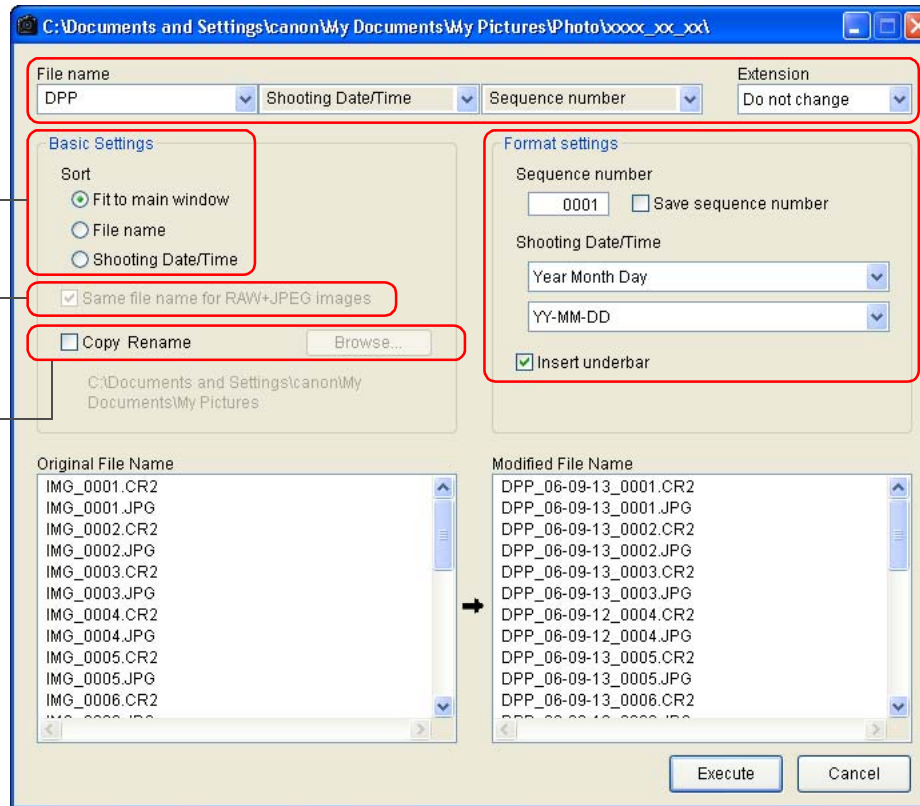 C:\Documents and Settings\canon\My Documents\My Pictures\Photo\xxxx_xx_xx\
File name
Extension
DPP
Shooting Date/Time
Sequence number
Do not change
Basic Settings
Sort
Fit to main window
File name
Shooting Date/Time
Same file name for RAW+JPEG images
Copy Rename
Browse...
C:\Documents and Settings\canon\My
Documents\My Pictures
Format settings
Sequence number
0001
Save sequence number
Shooting Date/Time
Year Month Day
YY-MM-DD
Insert underbar
Original File Name
IMG_0001.CR2
IMG_0001.JPG
IMG_0002.CR2
IMG_0002.JPG
IMG_0003.CR2
IMG_0003.JPG
IMG_0004.CR2
IMG_0004.JPG
IMG_0005.CR2
IMG_0005.JPG
IMG_0006.CR2
Modified File Name
DPP_06-09-13_0001.CR2
DPP_06-09-13_0001.JPG
DPP_06-09-13_0002.CR2
DPP_06-09-13_0002.JPG
DPP_06-09-13_0003.CR2
DPP_06-09-13_0003.JPG
DPP_06-09-12_0004.CR2
DPP_06-09-12_0004.JPG
DPP_06-09-13_0005.CR2
DPP_06-09-13_0005.JPG
DPP_06-09-13_0006.CR2
Execute
Cancel